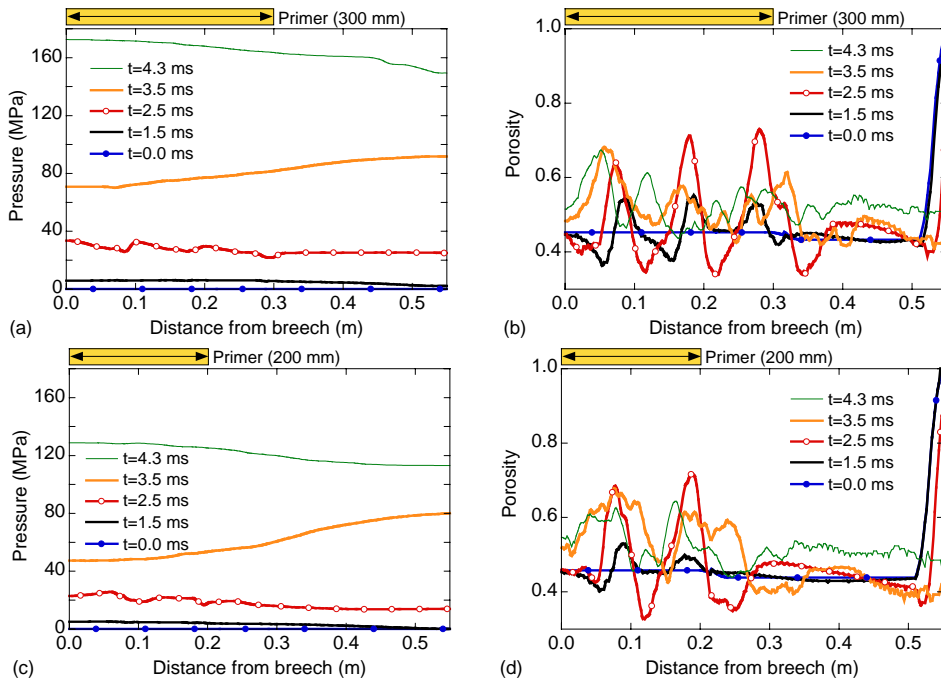 Primer (300 mm)
160
120
80
40
0
Pressure (MPa)
t=4.3 ms
t=3.5 ms
t=2.5 ms
t=1.5 ms
t=0.0 ms
0.0 0.1 0.2 0.3 0.4 0.5
(a) Distance from breech (m)
Primer (300 mm)
1.0
0.8
0.6
0.4
Porosity
t=4.3 ms
t=3.5 ms
t=2.5 ms
t=1.5 ms
t=0.0 ms
0.0 0.1 0.2 0.3 0.4 0.5
(b) Distance from breech (m)
Primer (200 mm)
160
120
80
40
0
Pressure (MPa)
t=4.3 ms
t=3.5 ms
t=2.5 ms
t=1.5 ms
t=0.0 ms
0.0 0.1 0.2 0.3 0.4 0.5
(c) Distance from breech (m)
Primer (200 mm)
1.0
0.8
0.6
0.4
Porosity
t=4.3 ms
t=3.5 ms
t=2.5 ms
t=1.5 ms
t=0.0 ms
0.0 0.1 0.2 0.3 0.4 0.5
(d) Distance from breech (m)